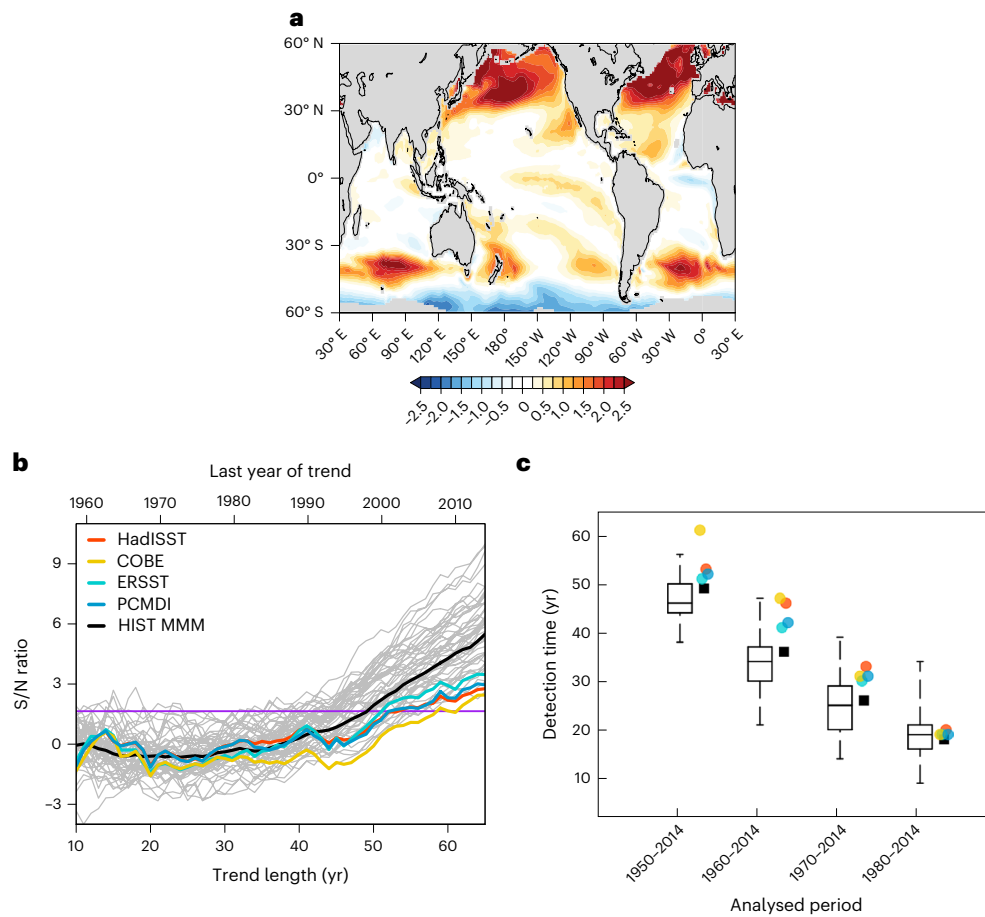 a
60° N
30° N
0°
30° S
60° S
30° E
60° E
90° E
120° E
150° E
180°
150° W
120° W
90° W
60° W
30° W
0°
30° E
-2.5
-2.0
-1.5
-1.0
-0.5
0
0.5
1.0
1.5
2.0
2.5
b
Last year of trend
1960 1970 1980 1990 2000 2010
HadISST
COBE
ERSST
PCMDI
HIST MMM
S/N ratio
9
6
3
0
−3
10 20 30 40 50 60
Trend length (yr)
c
Detection time (yr)
60
50
40
30
20
10
1950–2014
1960–2014
1970–2014
1980–2014
Analysed period